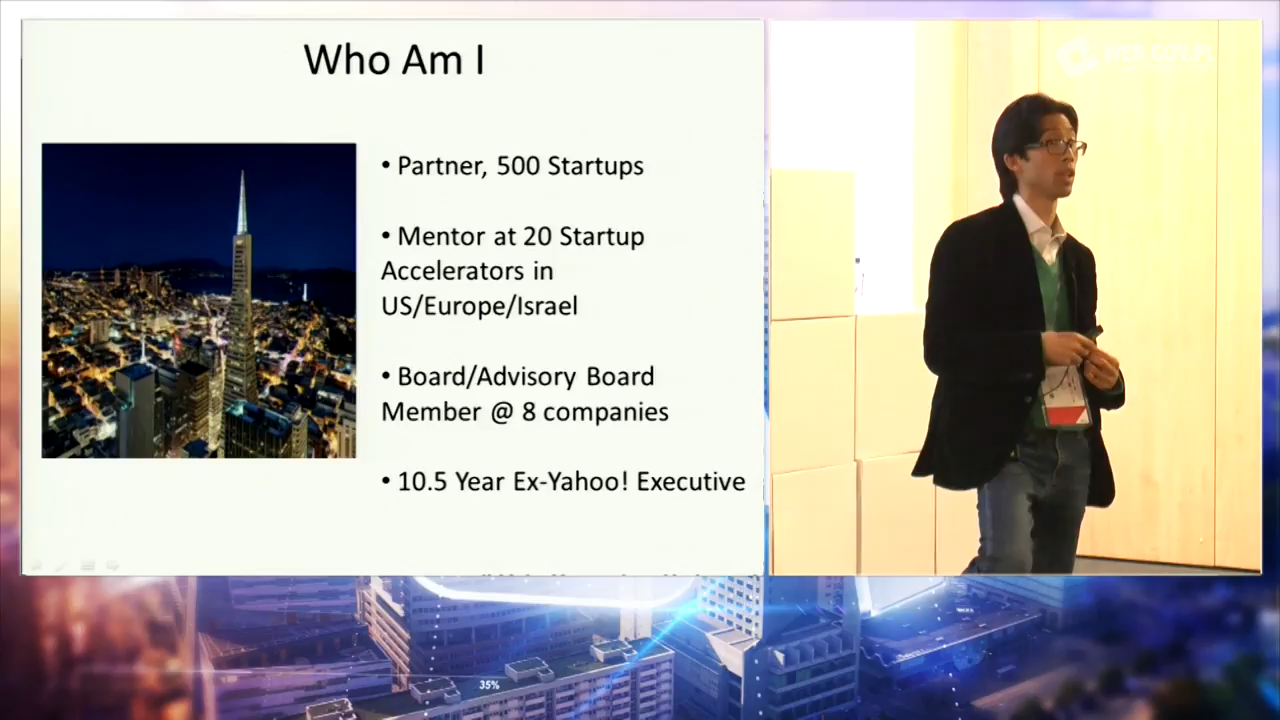 Who Am I
• Partner, 500 Startups
• Mentor at 20 Startup
Accelerators in
US/Europe/Israel
• Board/Advisory Board
Member @ 8 companies
• 10.5 Year Ex-Yahoo! Executive
35%